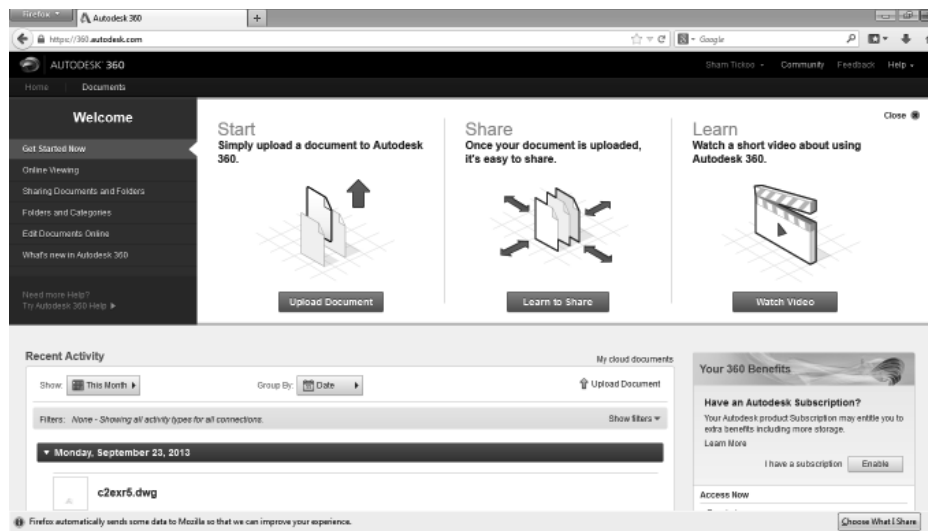 Firefox
Autodesk 360
+
https://360.autodesk.com
Google
AUTODESK' 360
Sham Tickoo
Community
Feedback
Help
Home
Documents
Welcome
Get Started Now
Online Viewing
Sharing Documents and Folders
Folders and Categories
Edit Documents Online
What's new in Autodesk 360
Need more Help?
Try Autodesk 360 Help
Close
Start
Simply upload a document to Autodesk
360.
Upload Document
Share
Once your document is uploaded,
it's easy to share.
Learn to Share
Learn
Watch a short video about using
Autodesk 360.
Watch Video
Recent Activity
My cloud documents
Show:
This Month
Group By:
Date
Upload Document
Filters: None - Showing all activity types for all connections.
Show filters
Monday, September 23, 2013
c2exr5.dwg
Your 360 Benefits
Have an Autodesk Subscription?
Your Autodesk product Subscription may entitle you to
extra benefits including more storage.
Learn More
I have a subscription
Enable
Access Now
Firefox automatically sends some data to Mozilla so that we can improve your experience.
Choose What I Share